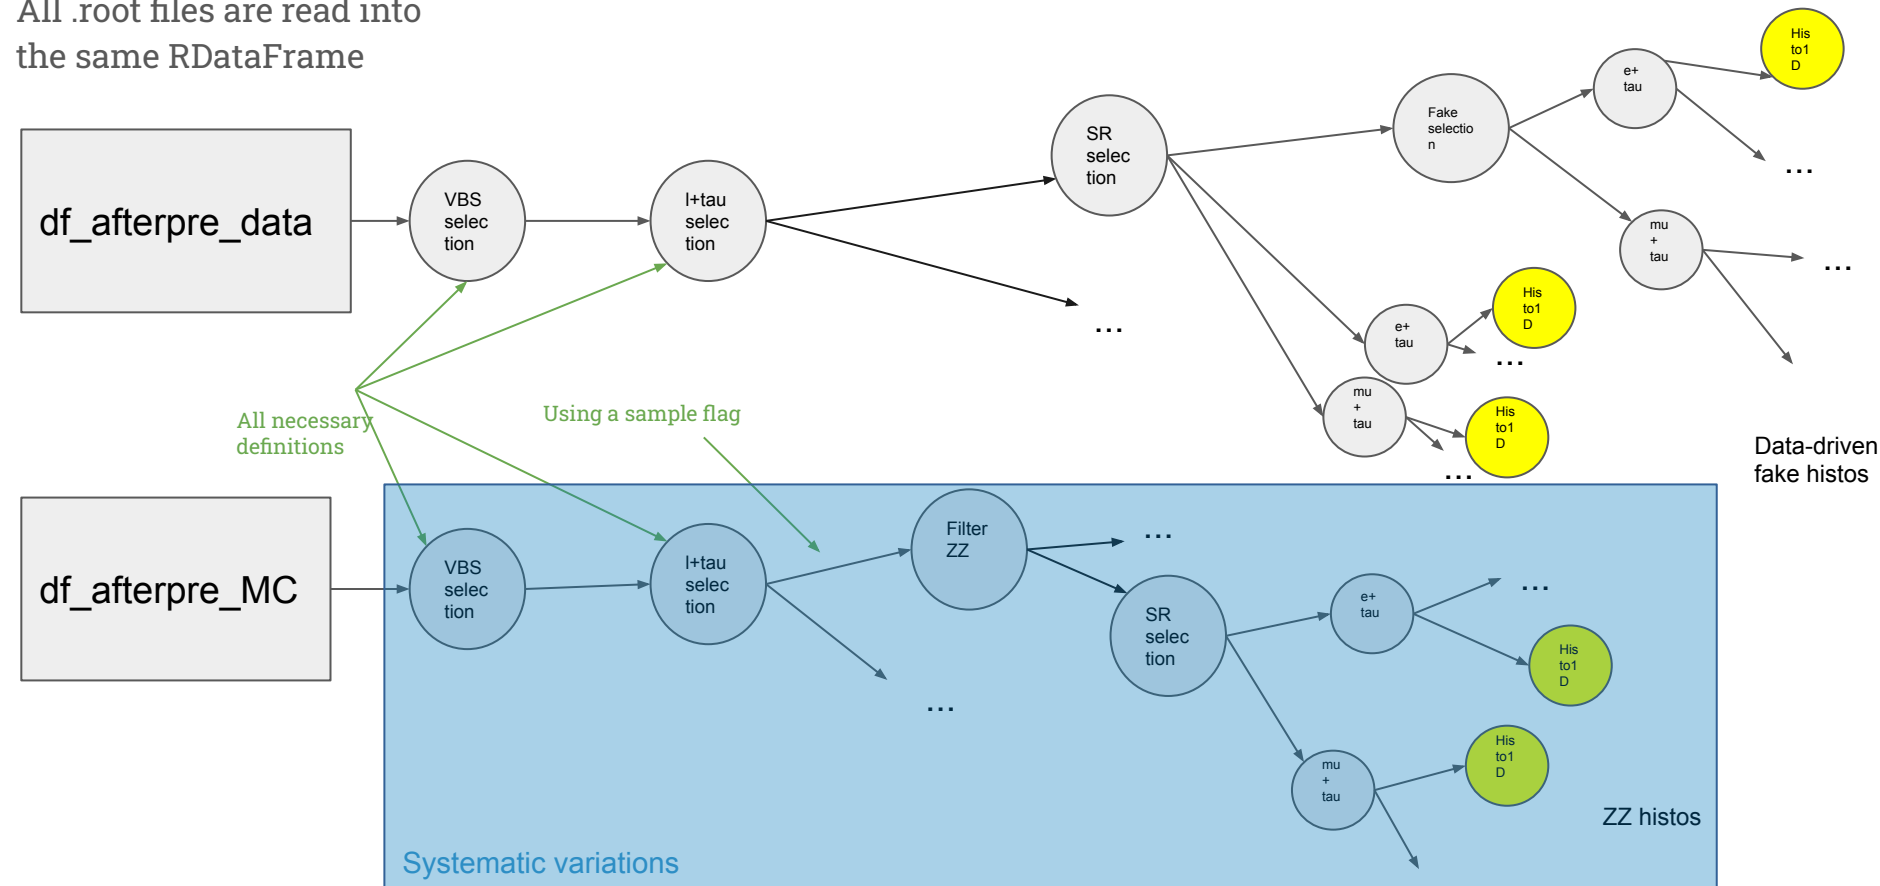 All .root files are read into
the same RDataFrame
df_afterpre_data
VBS
selec
tion
l+tau
selec
tion
...
SR
selec
tion
Fake
selectio
n
e+
tau
His
to1
D
...
mu
+
tau
...
e+
tau
His
to1
D
...
mu
+
tau
His
to1
D
...
Data-driven
fake histos
All necessary
definitions
Using a sample flag
df_afterpre_MC
VBS
selec
tion
l+tau
selec
tion
...
Filter
ZZ
...
SR
selec
tion
e+
tau
...
His
to1
D
mu
+
tau
His
to1
D
ZZ histos
Systematic variations